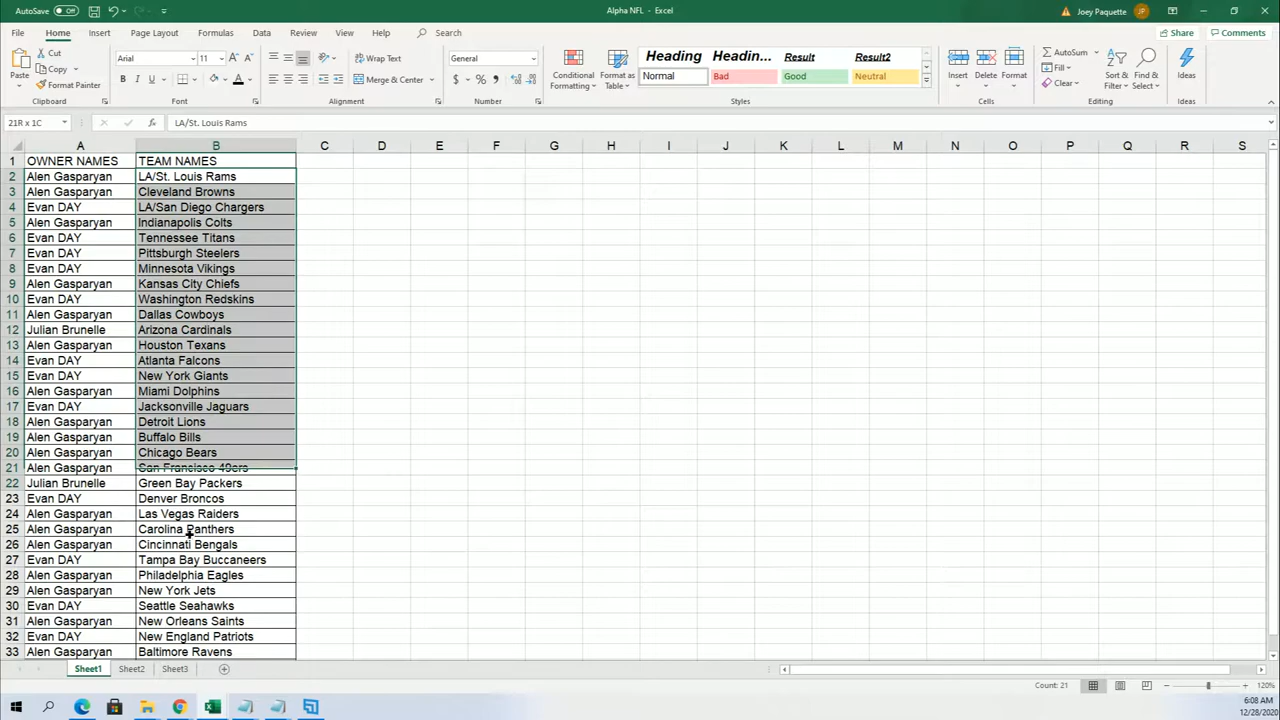 AutoSave Off Alpha NFL - Excel Joey Paquette JP
File Home Insert Page Layout Formulas Data Review View Help Search Share Comments
Paste Cut Copy Format Painter Clipboard
Arial 11 A A B I U A Font
Wrap Text Merge & Center Alignment
General $ % , Number
Conditional Formatting Format as Table
Heading Headin... Result Result2
Normal Bad Good Neutral
Styles
Insert Delete Format Cells
AutoSum Fill Clear Sort & Filter Find & Select Editing
Ideas Ideas
21R x 1C fx LA/St. Louis Rams
A B C D E F G H I J K L M N O P Q R S
1 OWNER NAMES TEAM NAMES
2 Alen Gasparyan LA/St. Louis Rams
3 Alen Gasparyan Cleveland Browns
4 Evan DAY LA/San Diego Chargers
5 Alen Gasparyan Indianapolis Colts
6 Evan DAY Tennessee Titans
7 Evan DAY Pittsburgh Steelers
8 Evan DAY Minnesota Vikings
9 Alen Gasparyan Kansas City Chiefs
10 Evan DAY Washington Redskins
11 Alen Gasparyan Dallas Cowboys
12 Julian Brunelle Arizona Cardinals
13 Alen Gasparyan Houston Texans
14 Evan DAY Atlanta Falcons
15 Evan DAY New York Giants
16 Alen Gasparyan Miami Dolphins
17 Evan DAY Jacksonville Jaguars
18 Alen Gasparyan Detroit Lions
19 Alen Gasparyan Buffalo Bills
20 Alen Gasparyan Chicago Bears
21 Alen Gasparyan San Francisco 49ers
22 Julian Brunelle Green Bay Packers
23 Evan DAY Denver Broncos
24 Alen Gasparyan Las Vegas Raiders
25 Alen Gasparyan Carolina Panthers
26 Alen Gasparyan Cincinnati Bengals
27 Evan DAY Tampa Bay Buccaneers
28 Alen Gasparyan Philadelphia Eagles
29 Alen Gasparyan New York Jets
30 Evan DAY Seattle Seahawks
31 Alen Gasparyan New Orleans Saints
32 Evan DAY New England Patriots
33 Alen Gasparyan Baltimore Ravens
Sheet1 Sheet2 Sheet3
Count: 21 120%
6:08 AM
12/28/2020